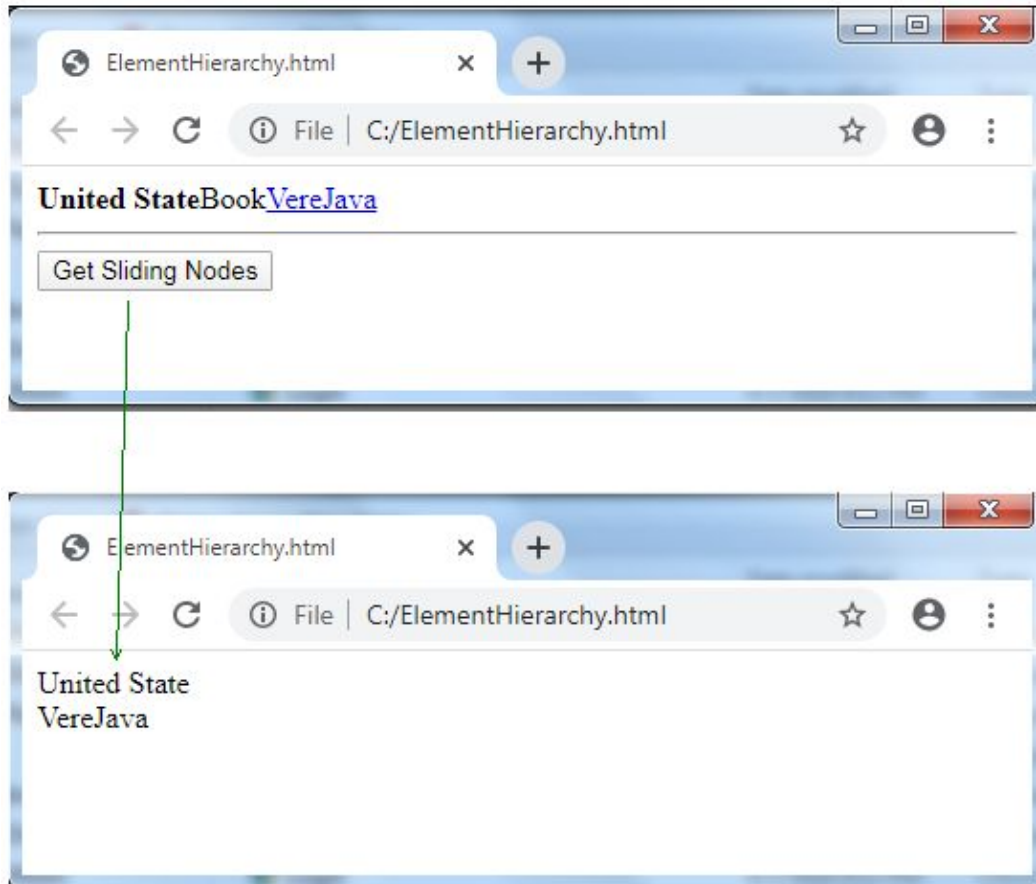 ElementHierarchy.html
File | C:/ElementHierarchy.html
United StateBookVereJava
Get Sliding Nodes
ElementHierarchy.html
File | C:/ElementHierarchy.html
United State
VereJava